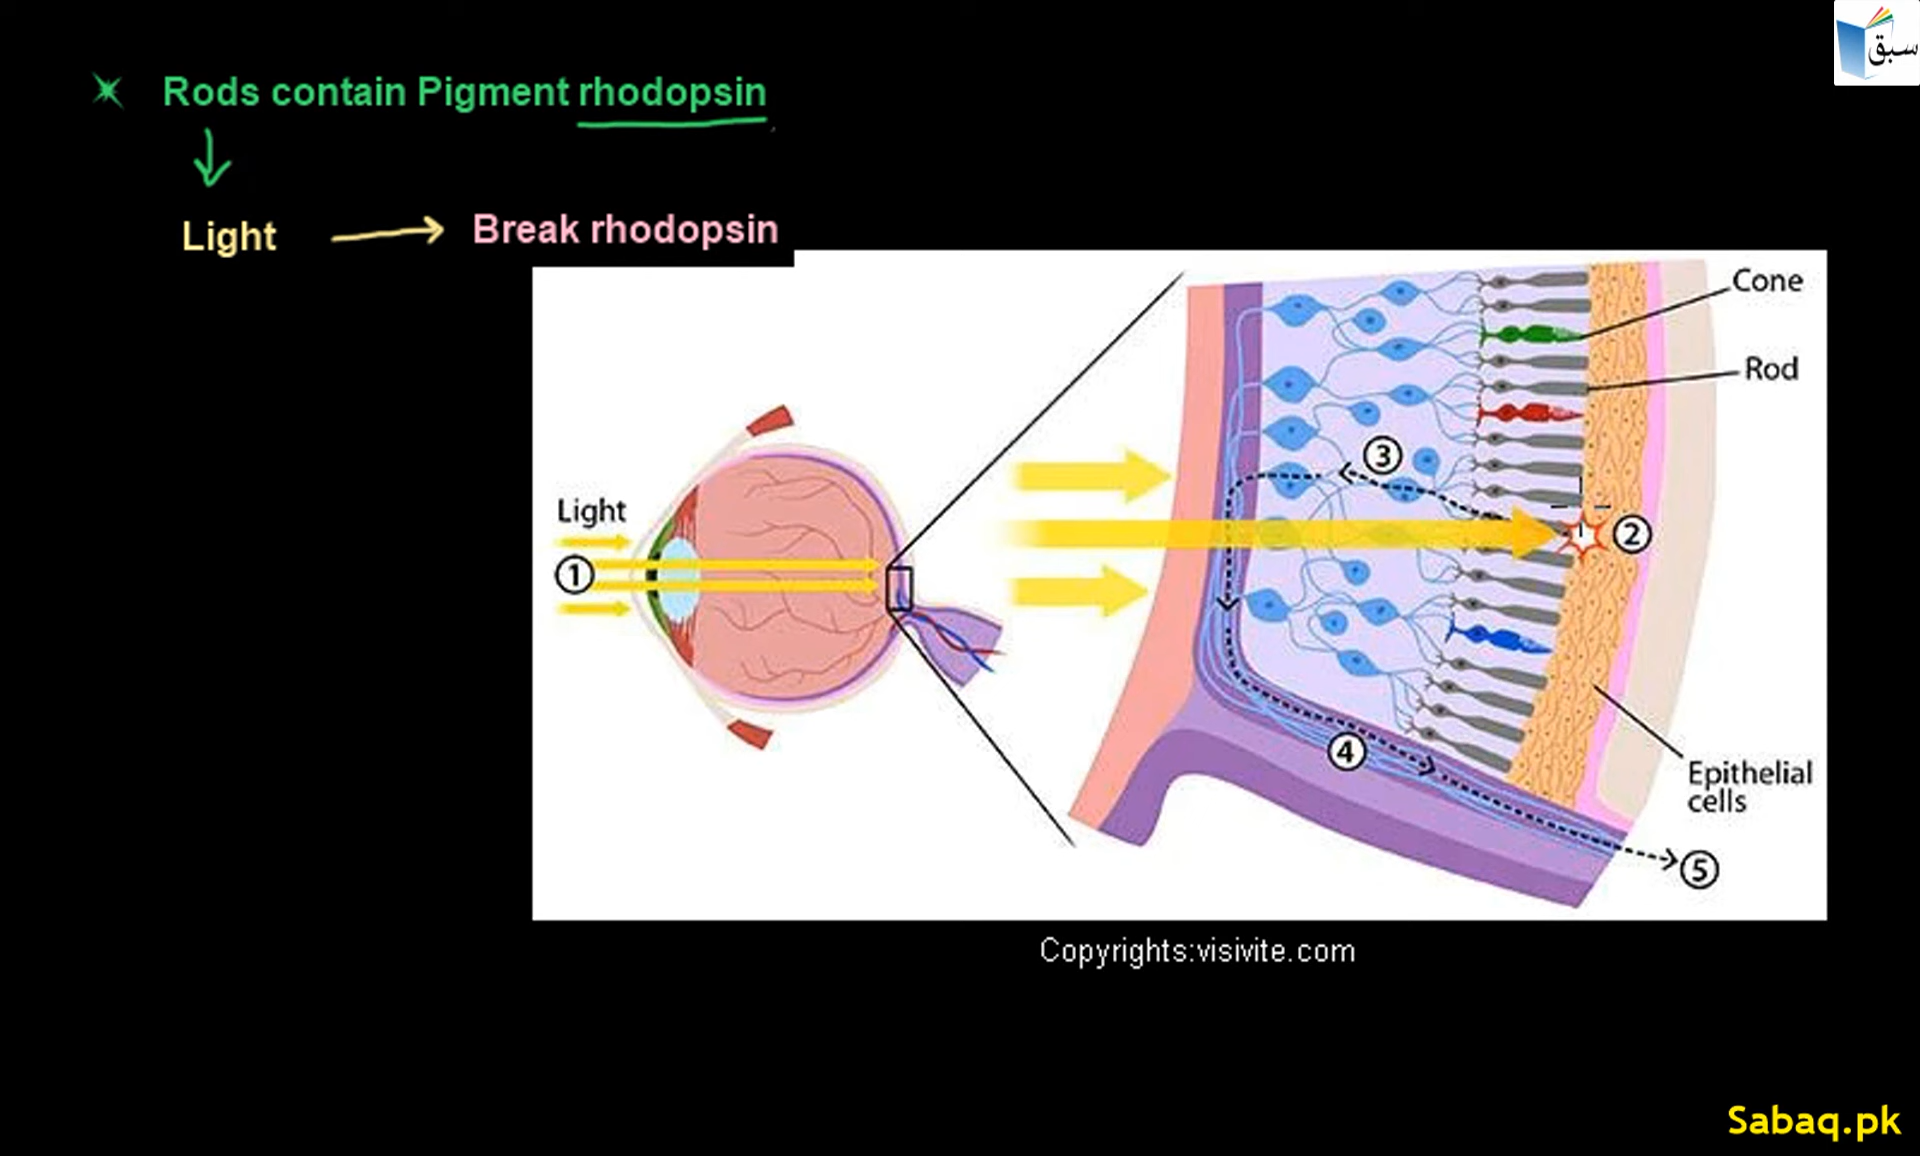 سبق
Rods contain Pigment rhodopsin
Light
Break rhodopsin
Cone
Rod
Light
1
2
3
4
5
Epithelial
cells
Copyrights:visivite.com
Sabaq.pk